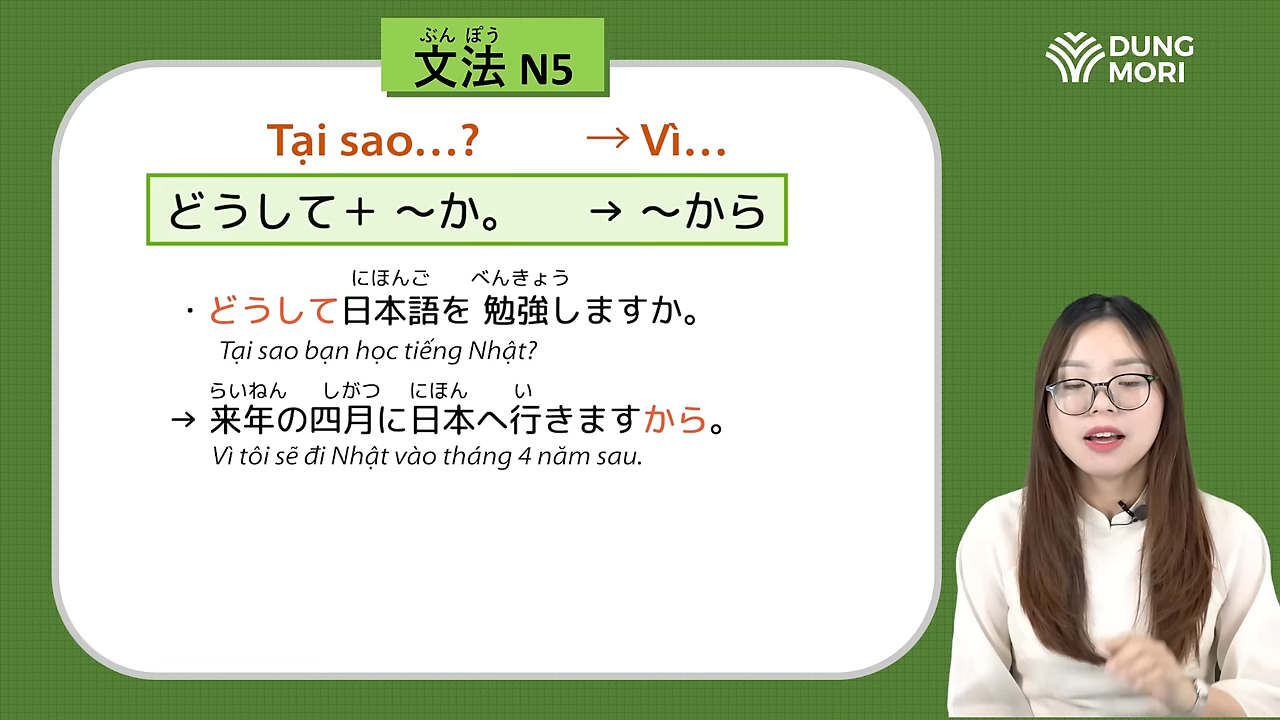 ぶん ぽう
文法 N5
DUNG
MORI
Tại sao...? → Vì...
どうして＋ ～か。 → ～から
にほんご べんきょう
・どうして日本語を 勉強しますか。
Tại sao bạn học tiếng Nhật?
らいねん しがつ にほん い
→ 来年の四月に日本へ行きますから。
Vì tôi sẽ đi Nhật vào tháng 4 năm sau.